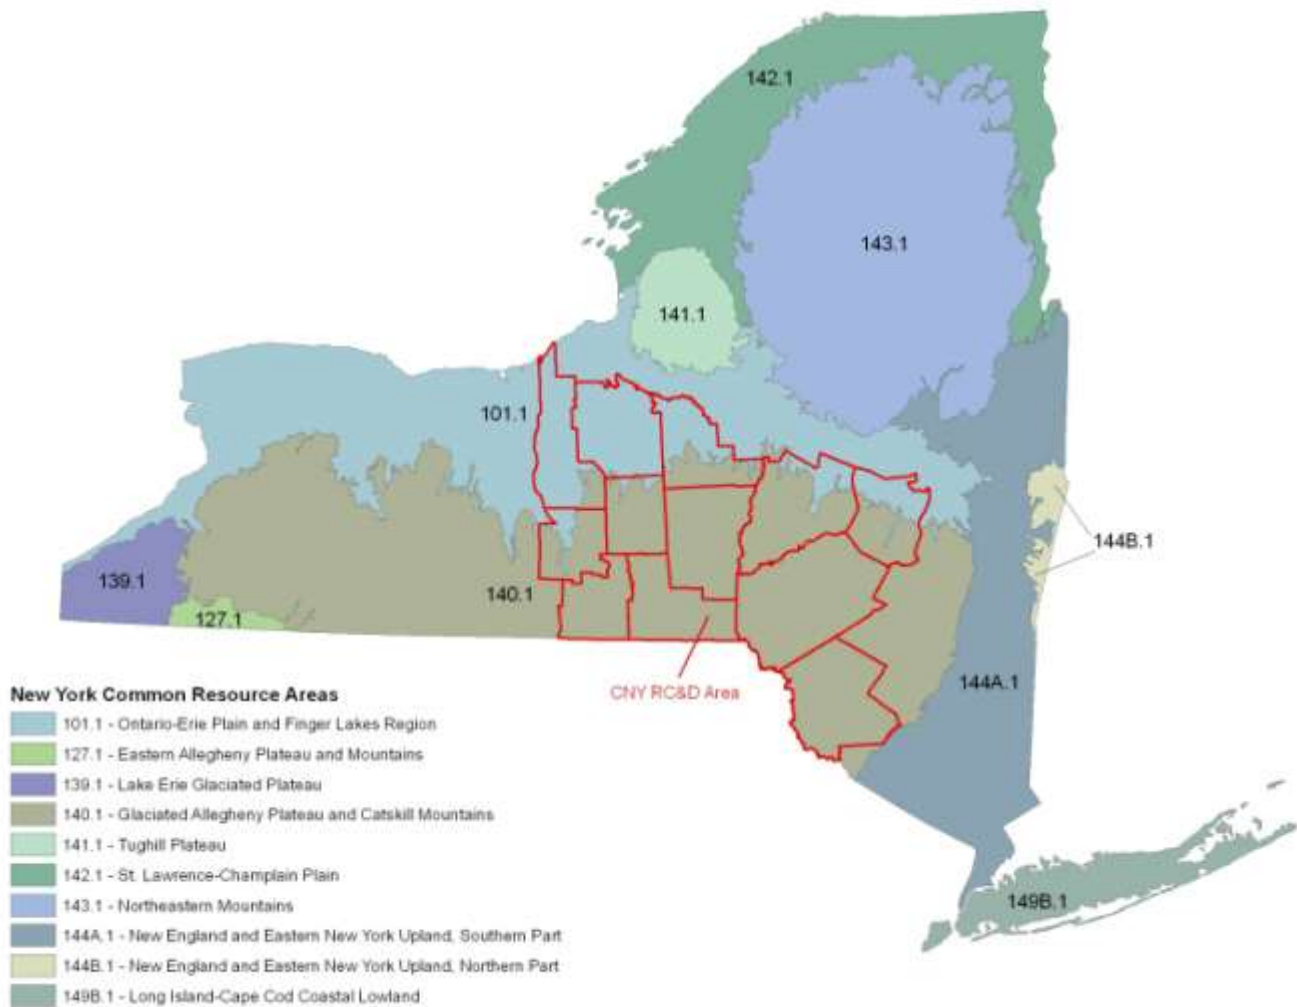 142.1
143.1
141.1
101.1
144B.1
139.1
140.1
127.1
144A.1
CNY RC&D Area
149B.1
New York Common Resource Areas
101.1 - Ontario-Erie Plain and Finger Lakes Region
127.1 - Eastern Allegheny Plateau and Mountains
139.1 - Lake Erie Glaciated Plateau
140.1 - Glaciated Allegheny Plateau and Catskill Mountains
141.1 - Tughill Plateau
142.1 - St. Lawrence-Champlain Plain
143.1 - Northeastern Mountains
144A.1 - New England and Eastern New York Upland, Southern Part
144B.1 - New England and Eastern New York Upland, Northern Part
149B.1 - Long Island-Cape Cod Coastal Lowland